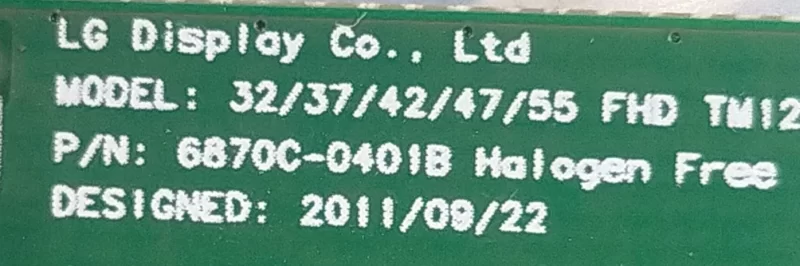 LG Display Co., Ltd
MODEL: 32/37/42/47/55 FHD TM12
P/N: 6870C-0401B Halogen Free
DESIGNED: 2011/09/22